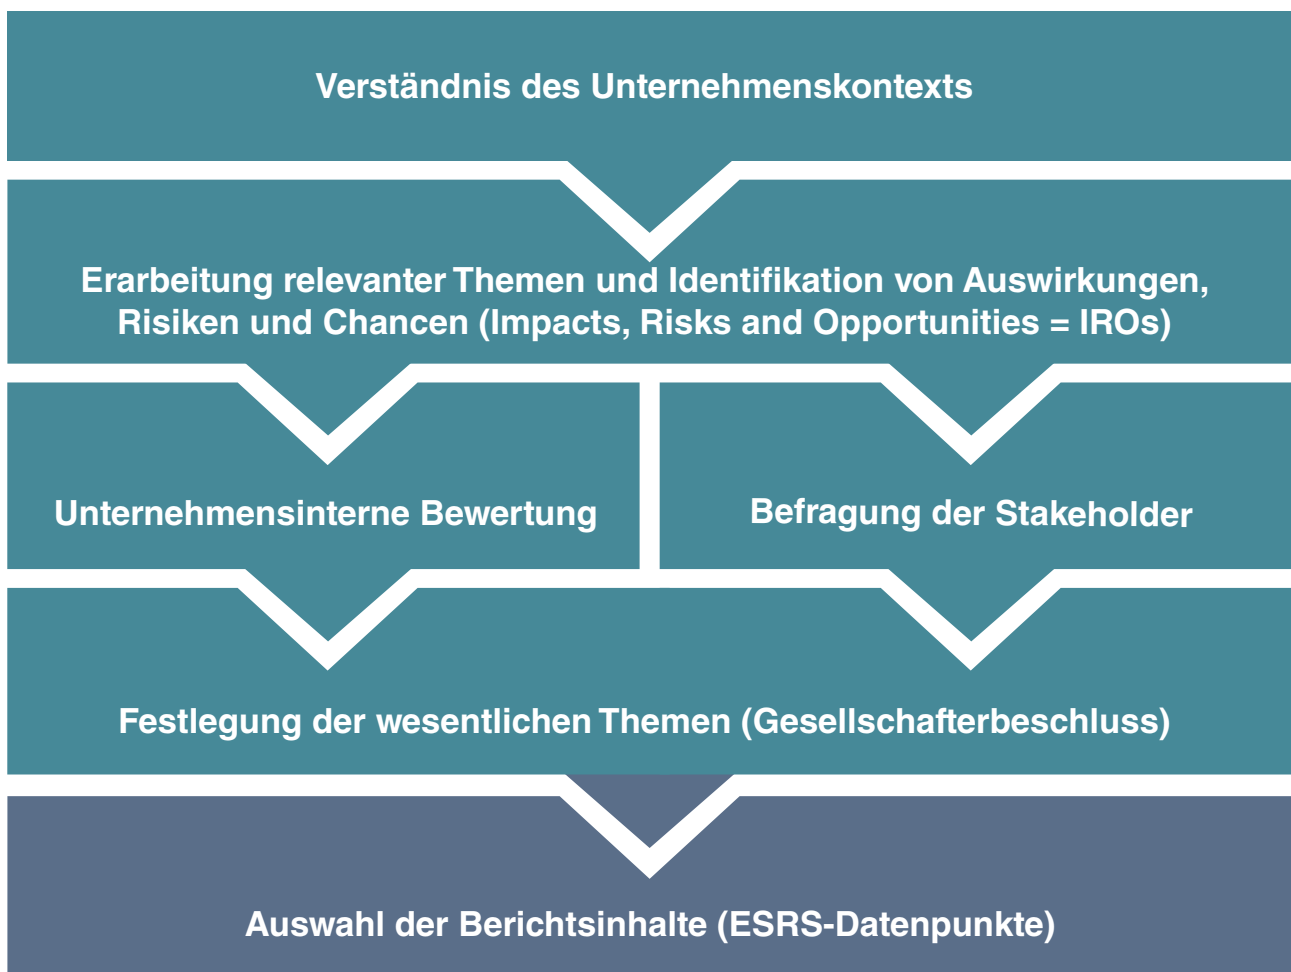 Verständnis des Unternehmenskontexts
Erarbeitung relevanter Themen und Identifikation von Auswirkungen,
Risiken und Chancen (Impacts, Risks and Opportunities = IROs)
Unternehmensinterne Bewertung
Befragung der Stakeholder
Festlegung der wesentlichen Themen (Gesellschafterbeschluss)
Auswahl der Berichtsinhalte (ESRS-Datenpunkte)